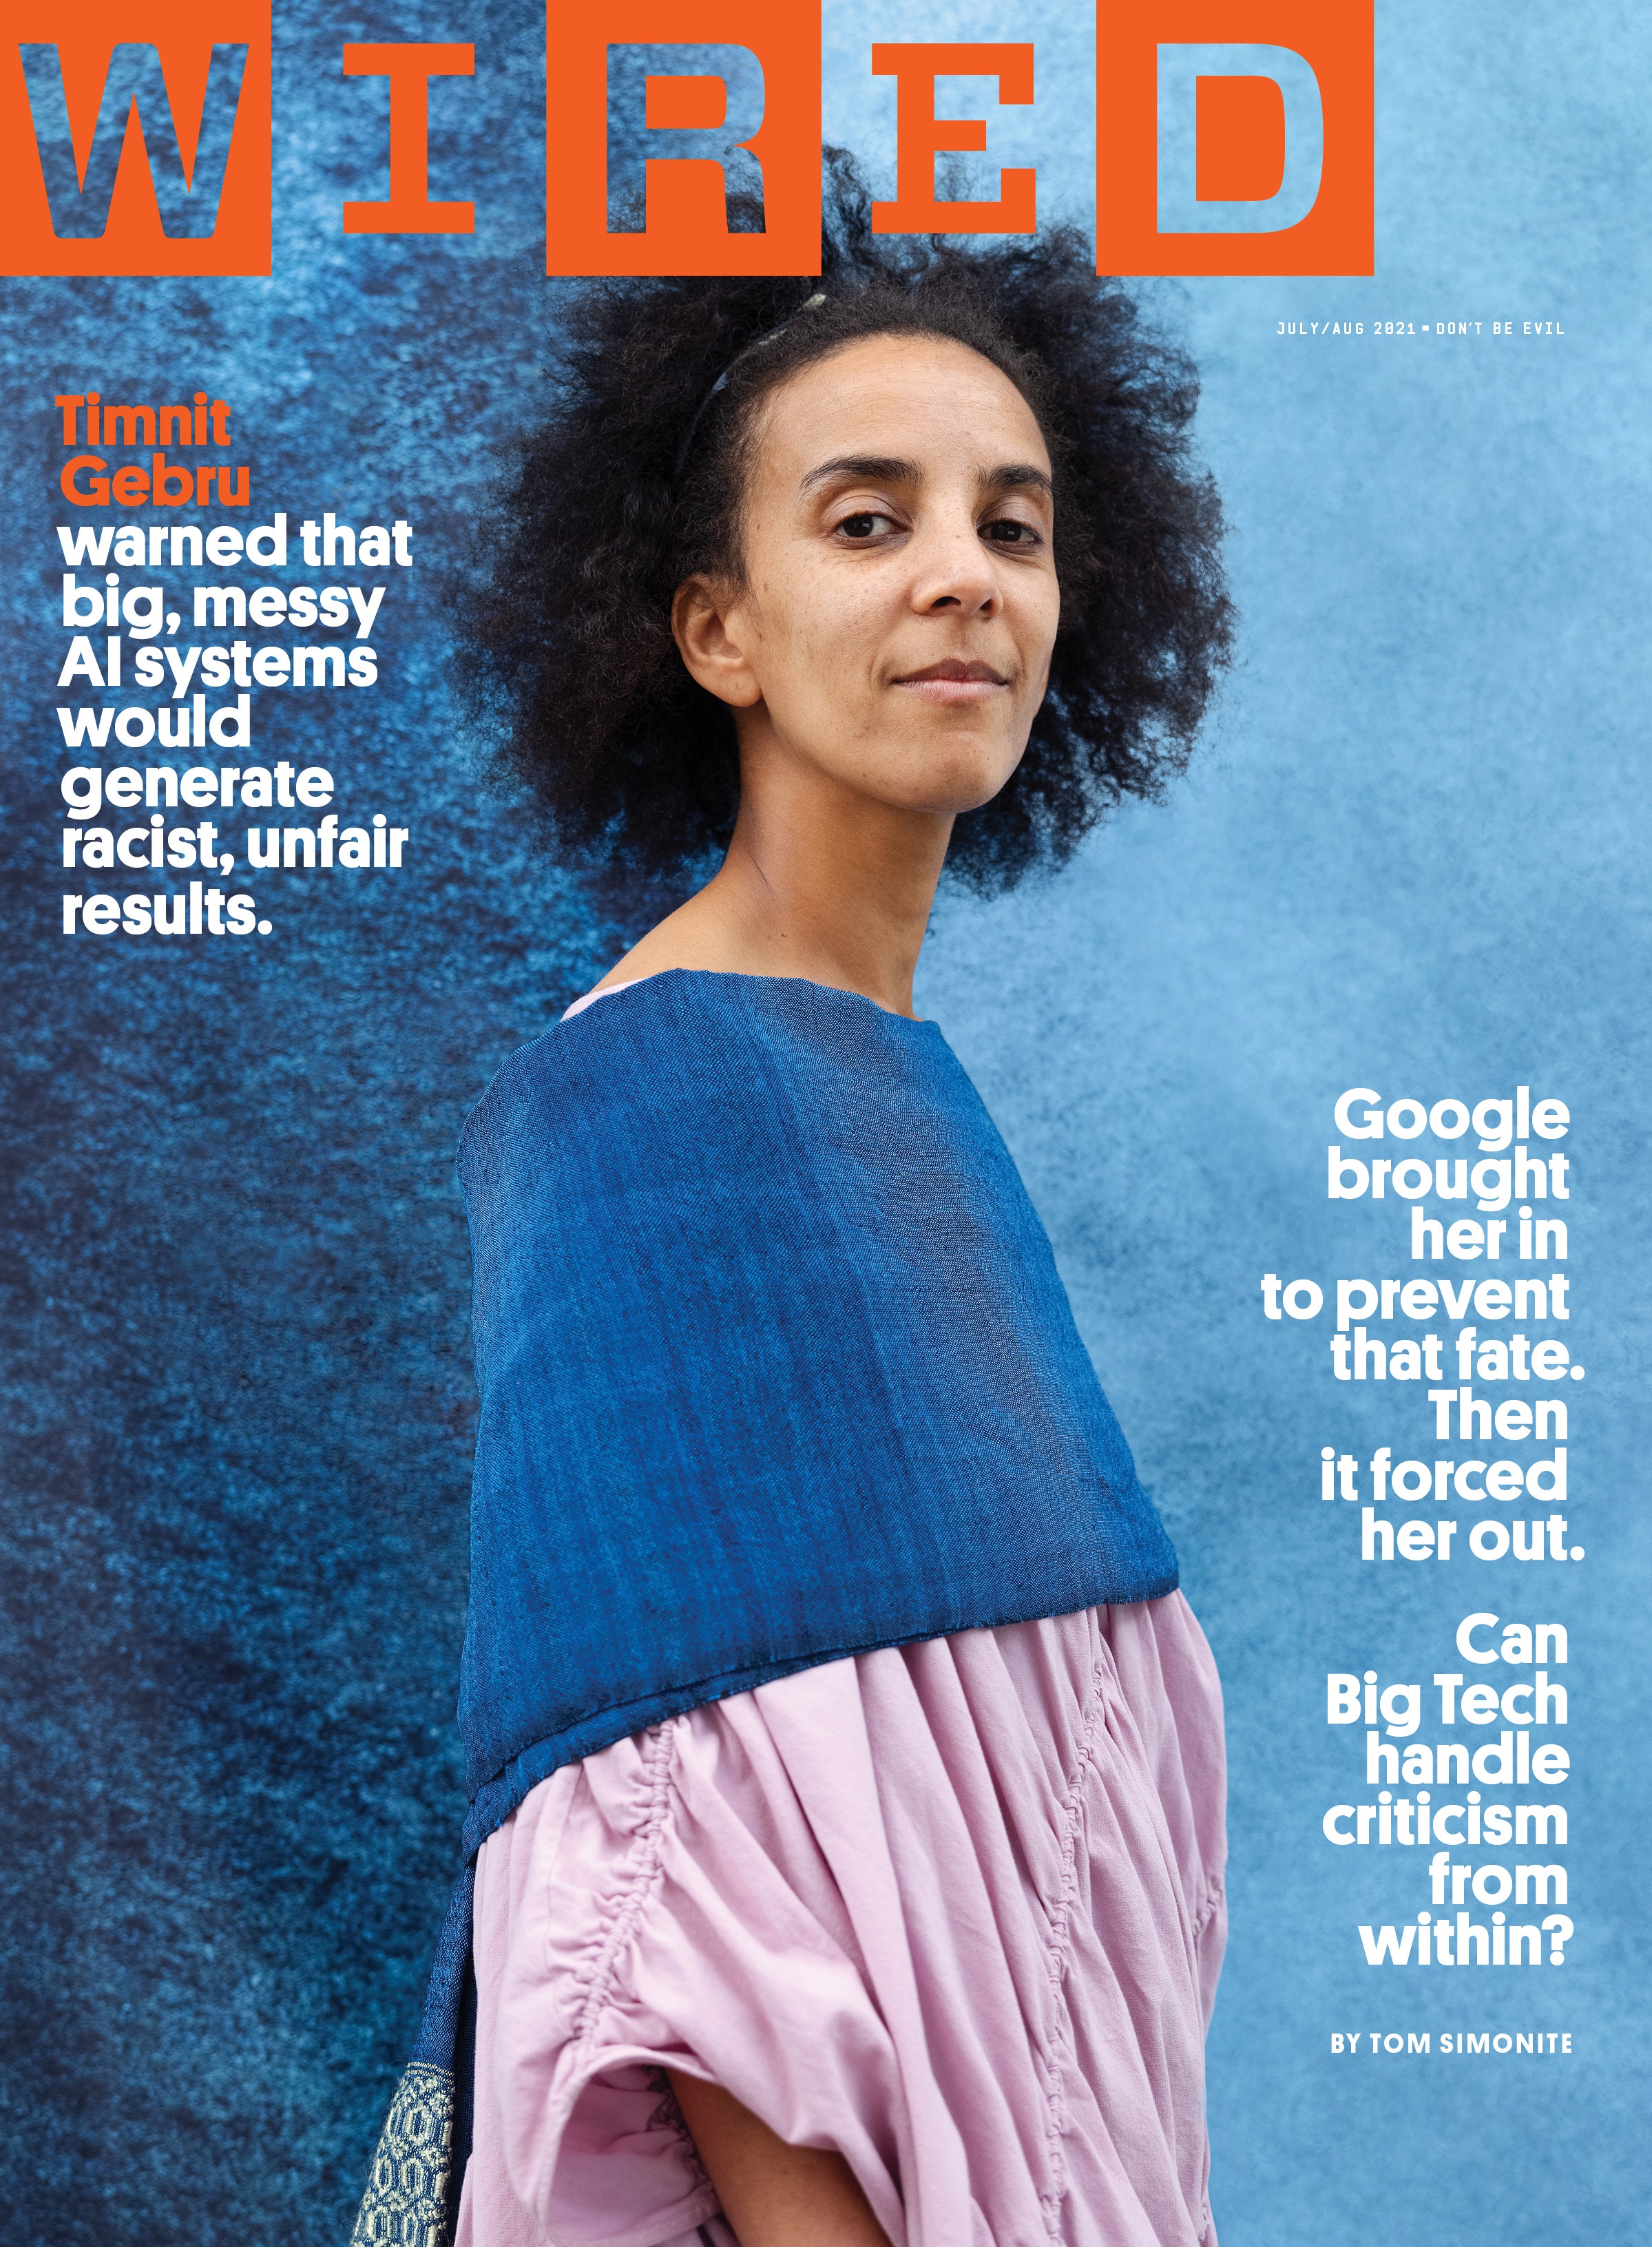 WIRED
JULY/AUG 2021 ▪ DON'T BE EVIL
Timnit
Gebru
warned that
big, messy
AI systems
would
generate
racist, unfair
results.
Google
brought
her in
to prevent
that fate.
Then
it forced
her out.
Can
Big Tech
handle
criticism
from
within?
BY TOM SIMONITE